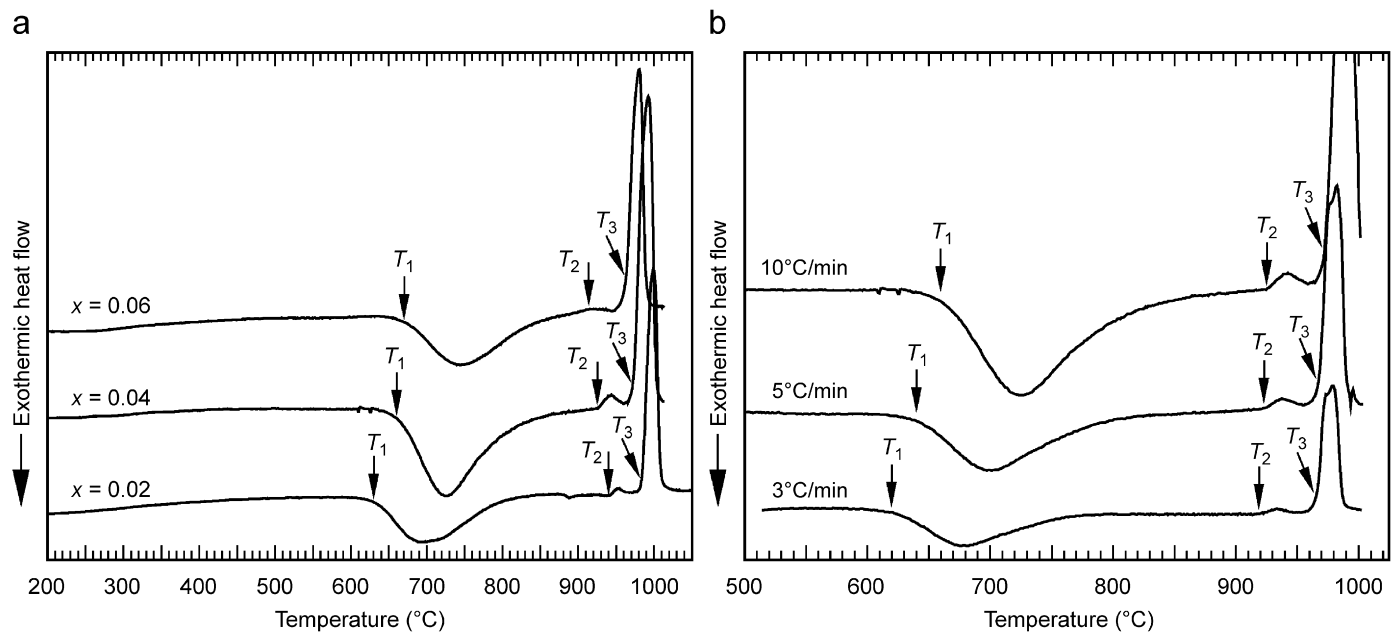 a
Exothermic heat flow
x = 0.06
T1
T2
T3
x = 0.04
T1
T2
T3
x = 0.02
T1
T2
T3
200 300 400 500 600 700 800 900 1000
Temperature (°C)
b
Exothermic heat flow
10°C/min
T1
T2
T3
5°C/min
T1
T2
T3
3°C/min
T1
T2
T3
500 600 700 800 900 1000
Temperature (°C)